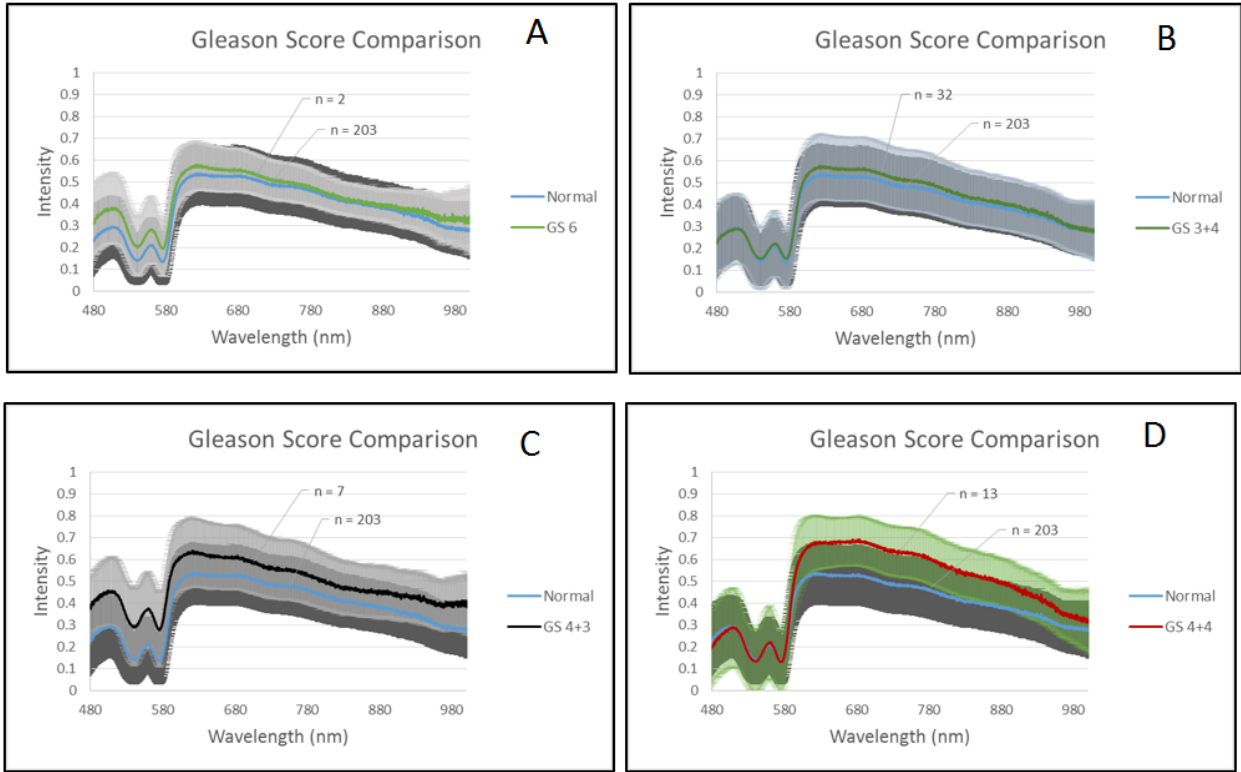 Gleason Score Comparison
A
1
0.9
0.8
0.7
0.6
0.5
0.4
0.3
0.2
0.1
0
Intensity
n = 2
n = 203
480 580 680 780 880 980
Wavelength (nm)
Normal
GS 6
Gleason Score Comparison
B
1
0.9
0.8
0.7
0.6
0.5
0.4
0.3
0.2
0.1
0
Intensity
n = 32
n = 203
480 580 680 780 880 980
Wavelength (nm)
Normal
GS 3+4
Gleason Score Comparison
C
1
0.9
0.8
0.7
0.6
0.5
0.4
0.3
0.2
0.1
0
Intensity
n = 7
n = 203
480 580 680 780 880 980
Wavelength (nm)
Normal
GS 4+3
Gleason Score Comparison
D
1
0.9
0.8
0.7
0.6
0.5
0.4
0.3
0.2
0.1
0
Intensity
n = 13
n = 203
480 580 680 780 880 980
Wavelength (nm)
Normal
GS 4+4